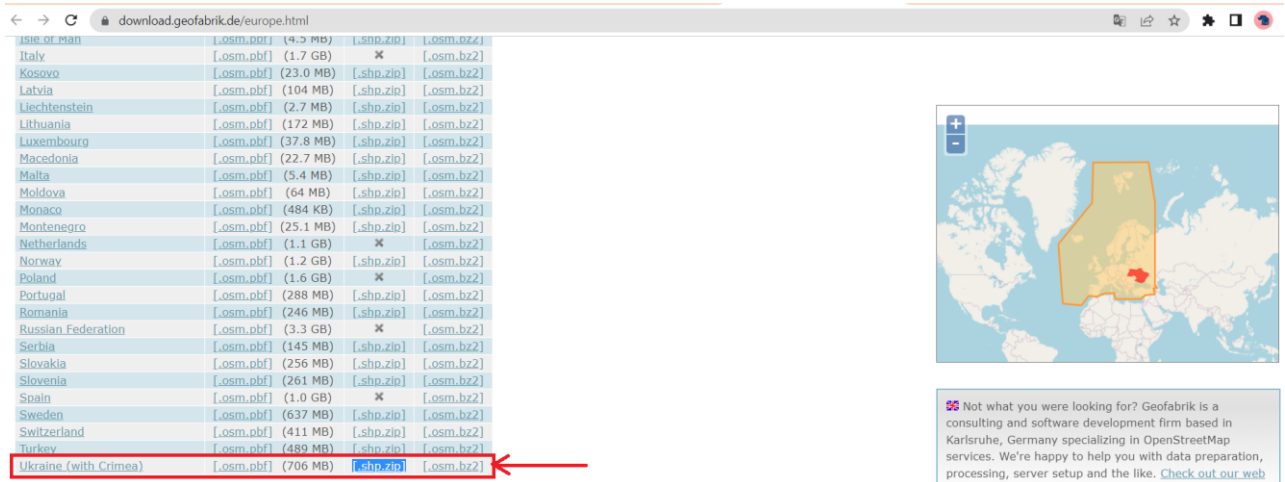 download.geofabrik.de/europe.html
Isle of Man [.osm.pbf] (4.5 MB) [.shp.zip] [.osm.bz2]
Italy [.osm.pbf] (1.7 GB) × [.osm.bz2]
Kosovo [.osm.pbf] (23.0 MB) [.shp.zip] [.osm.bz2]
Latvia [.osm.pbf] (104 MB) [.shp.zip] [.osm.bz2]
Liechtenstein [.osm.pbf] (2.7 MB) [.shp.zip] [.osm.bz2]
Lithuania [.osm.pbf] (172 MB) [.shp.zip] [.osm.bz2]
Luxembourg [.osm.pbf] (37.8 MB) [.shp.zip] [.osm.bz2]
Macedonia [.osm.pbf] (22.7 MB) [.shp.zip] [.osm.bz2]
Malta [.osm.pbf] (5.4 MB) [.shp.zip] [.osm.bz2]
Moldova [.osm.pbf] (64 MB) [.shp.zip] [.osm.bz2]
Monaco [.osm.pbf] (484 KB) [.shp.zip] [.osm.bz2]
Montenegro [.osm.pbf] (25.1 MB) [.shp.zip] [.osm.bz2]
Netherlands [.osm.pbf] (1.1 GB) × [.osm.bz2]
Norway [.osm.pbf] (1.2 GB) [.shp.zip] [.osm.bz2]
Poland [.osm.pbf] (1.6 GB) × [.osm.bz2]
Portugal [.osm.pbf] (288 MB) [.shp.zip] [.osm.bz2]
Romania [.osm.pbf] (246 MB) [.shp.zip] [.osm.bz2]
Russian Federation [.osm.pbf] (3.3 GB) × [.osm.bz2]
Serbia [.osm.pbf] (145 MB) [.shp.zip] [.osm.bz2]
Slovakia [.osm.pbf] (256 MB) [.shp.zip] [.osm.bz2]
Slovenia [.osm.pbf] (261 MB) [.shp.zip] [.osm.bz2]
Spain [.osm.pbf] (1.0 GB) × [.osm.bz2]
Sweden [.osm.pbf] (637 MB) [.shp.zip] [.osm.bz2]
Switzerland [.osm.pbf] (411 MB) [.shp.zip] [.osm.bz2]
Turkey [.osm.pbf] (489 MB) [.shp.zip] [.osm.bz2]
Ukraine (with Crimea) [.osm.pbf] (706 MB) [.shp.zip] [.osm.bz2]
+
-
Not what you were looking for? Geofabrik is a
consulting and software development firm based in
Karlsruhe, Germany specializing in OpenStreetMap
services. We're happy to help you with data preparation,
processing, server setup and the like. Check out our web